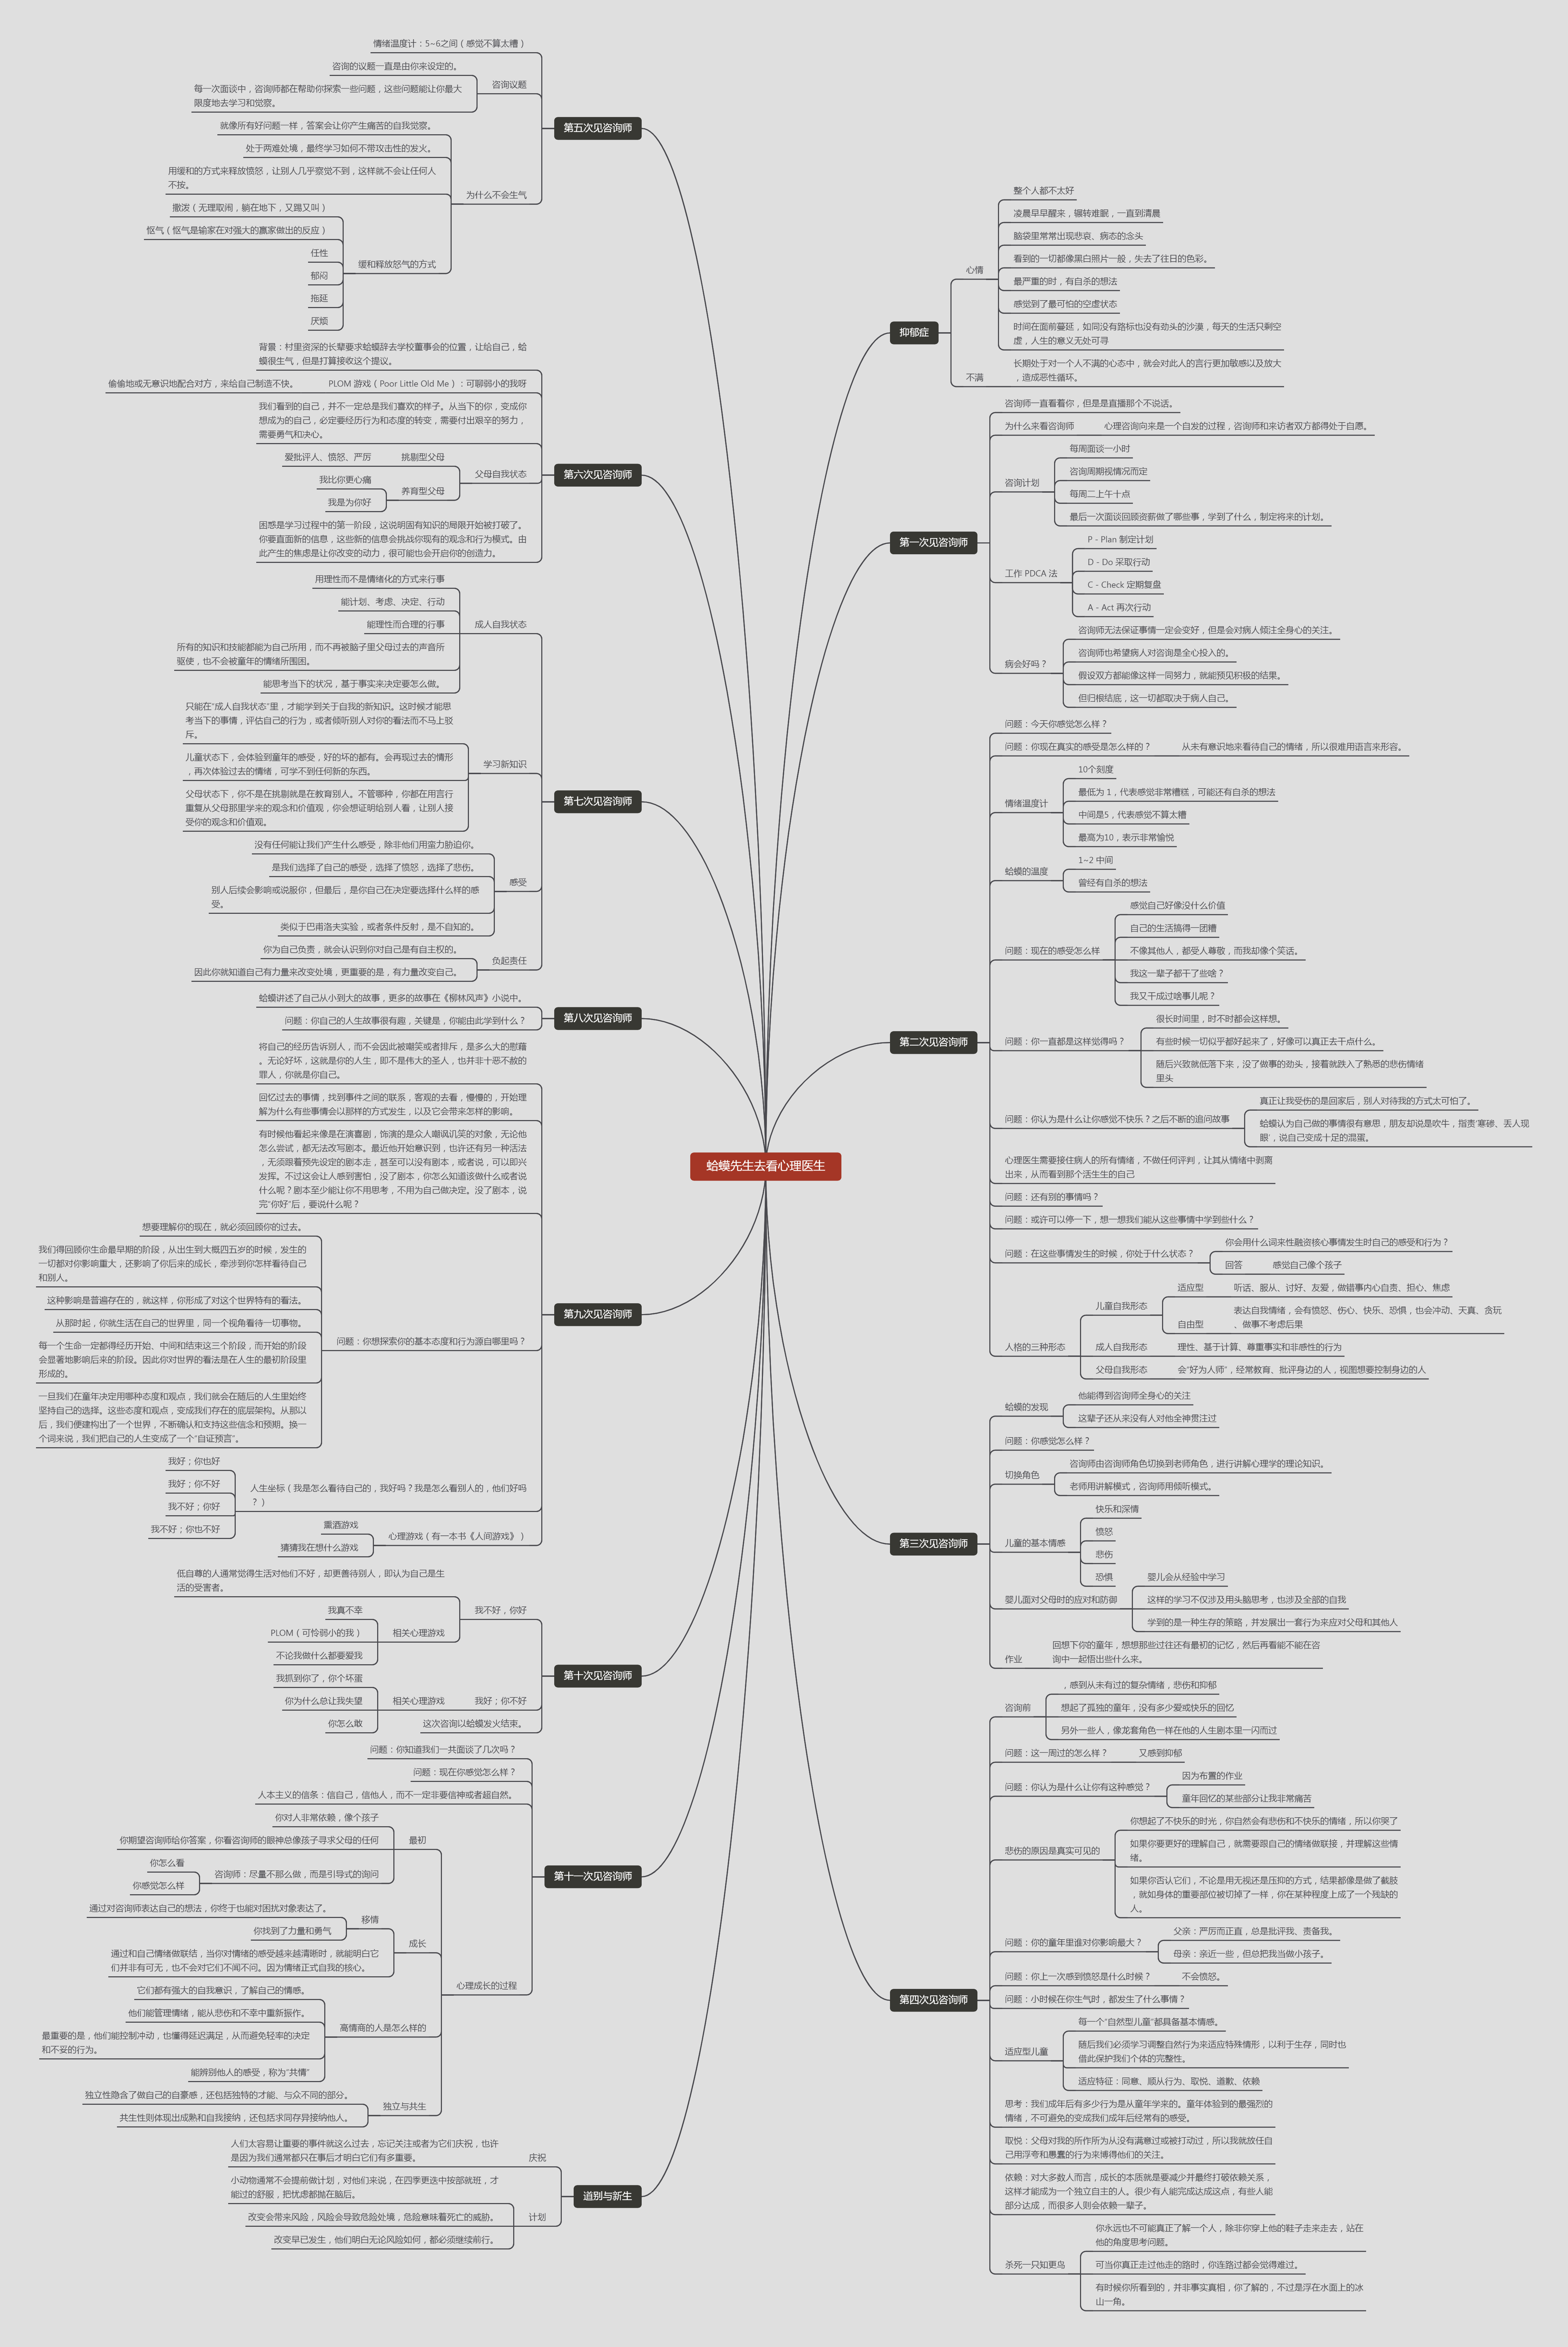 蛤蟆先生去看心理医生
抑郁症
心情
整个人都不太好
凌晨早早醒来，辗转难眠，一直到清晨
脑袋里常常出现悲哀、病态的念头
看到的一切都像黑白照片一般，失去了往日的色彩。
最严重的时，有自杀的想法
感觉到了最可怕的空虚状态
时间在面前蔓延，如同没有路标也没有劲头的沙漠，每天的生活只剩空
虚，人生的意义无处可寻
不满
长期处于对一个人不满的心态中，就会对此人的言行更加敏感以及放大
，造成恶性循环。
第一次见咨询师
咨询师一直看着你，但是是直播那个不说话。
为什么来看咨询师
心理咨询向来是一个自发的过程，咨询师和来访者双方都得处于自愿。
咨询计划
每周面谈一小时
咨询周期视情况而定
每周二上午十点
最后一次面谈回顾资薪做了哪些事，学到了什么，制定将来的计划。
工作 PDCA 法
P - Plan 制定计划
D - Do 采取行动
C - Check 定期复盘
A - Act 再次行动
病会好吗？
咨询师无法保证事情一定会变好，但是会对病人倾注全身心的关注。
咨询师也希望病人对咨询是全心投入的。
假设双方都能像这样一同努力，就能预见积极的结果。
但归根结底，这一切都取决于病人自己。
第二次见咨询师
问题：今天你感觉怎么样？
问题：你现在真实的感受是怎么样的？
从未有意识地来看待自己的情绪，所以很难用语言来形容。
情绪温度计
10个刻度
最低为 1，代表感觉非常糟糕，可能还有自杀的想法
中间是5，代表感觉不算太糟
最高为10，表示非常愉悦
蛤蟆的温度
1~2 中间
曾经有自杀的想法
问题：现在的感受怎么样
感觉自己好像没什么价值
自己的生活搞得一团糟
不像其他人，都受人尊敬，而我却像个笑话。
我这一辈子都干了些啥？
我又干成过啥事儿呢？
问题：你一直都是这样觉得吗？
很长时间里，时不时都会这样想。
有些时候一切似乎都好起来了，好像可以真正去干点什么。
随后兴致就低落下来，没了做事的劲头，接着就跌入了熟悉的悲伤情绪
里头
问题：你认为是什么让你感觉不快乐？之后不断的追问故事
真正让我受伤的是回家后，别人对待我的方式太可怕了。
蛤蟆认为自己做的事情很有意思，朋友却说是吹牛，指责‘寒碜、丢人现
眼’，说自己变成十足的混蛋。
心理医生需要接住病人的所有情绪，不做任何评判，让其从情绪中剥离
出来，从而看到那个活生生的自己
问题：还有别的事情吗？
问题：或许可以停一下，想一想我们能从这些事情中学到些什么？
问题：在这些事情发生的时候，你处于什么状态？
你会用什么词来性融资核心事情发生时自己的感受和行为？
回答
感觉自己像个孩子
人格的三种形态
儿童自我形态
适应型
听话、服从、讨好、友爱，做错事内心自责、担心、焦虑
自由型
表达自我情绪，会有愤怒、伤心、快乐、恐惧，也会冲动、天真、贪玩
、做事不考虑后果
成人自我形态
理性、基于计算、尊重事实和非感性的行为
父母自我形态
会“好为人师”，经常教育、批评身边的人，视图想要控制身边的人
第三次见咨询师
蛤蟆的发现
他能得到咨询师全身心的关注
这辈子还从来没有人对他全神贯注过
问题：你感觉怎么样？
切换角色
咨询师由咨询师角色切换到老师角色，进行讲解心理学的理论知识。
老师用讲解模式，咨询师用倾听模式。
儿童的基本情感
快乐和深情
愤怒
悲伤
恐惧
婴儿面对父母时的应对和防御
婴儿会从经验中学习
这样的学习不仅涉及用头脑思考，也涉及全部的自我
学到的是一种生存的策略，并发展出一套行为来应对父母和其他人
作业
回想下你的童年，想想那些过往还有最初的记忆，然后再看能不能在咨
询中一起悟出些什么来。
第四次见咨询师
咨询前
，感到从未有过的复杂情绪，悲伤和抑郁
想起了孤独的童年，没有多少爱或快乐的回忆
另外一些人，像龙套角色一样在他的人生剧本里一闪而过
问题：这一周过的怎么样？
又感到抑郁
问题：你认为是什么让你有这种感觉？
因为布置的作业
童年回忆的某些部分让我非常痛苦
悲伤的原因是真实可见的
你想起了不快乐的时光，你自然会有悲伤和不快乐的情绪，所以你哭了
如果你要更好的理解自己，就需要跟自己的情绪做联接，并理解这些情
绪。
如果你否认它们，不论是用无视还是压抑的方式，结果都像是做了截肢
，就如身体的重要部位被切掉了一样，你在某种程度上成了一个残缺的
人。
问题：你的童年里谁对你影响最大？
父亲：严厉而正直，总是批评我、责备我。
母亲：亲近一些，但总把我当做小孩子。
问题：你上一次感到愤怒是什么时候？
不会愤怒。
问题：小时候在你生气时，都发生了什么事情？
适应型儿童
每一个“自然型儿童”都具备基本情感。
随后我们必须学习调整自然行为来适应特殊情形，以利于生存，同时也
借此保护我们个体的完整性。
适应特征：同意、顺从行为、取悦、道歉、依赖
思考：我们成年后有多少行为是从童年学来的。童年体验到的最强烈的
情绪，不可避免的变成我们成年后经常有的感受。
取悦：父母对我的所作所为从没有满意过或被打动过，所以我就放任自
己用浮夸和愚蠢的行为来博得他们的关注。
依赖：对大多数人而言，成长的本质就是要减少并最终打破依赖关系，
这样才能成为一个独立自主的人。很少有人能完成达成这点，有些人能
部分达成，而很多人则会依赖一辈子。
杀死一只知更鸟
你永远也不可能真正了解一个人，除非你穿上他的鞋子走来走去，站在
他的角度思考问题。
可当你真正走过他走的路时，你连路过都会觉得难过。
有时候你所看到的，并非事实真相，你了解的，不过是浮在水面上的冰
山一角。
第五次见咨询师
情绪温度计：5~6之间（感觉不算太糟）
咨询议题
咨询的议题一直是由你来设定的。
每一次面谈中，咨询师都在帮助你探索一些问题，这些问题能让你最大
限度地去学习和觉察。
为什么不会生气
就像所有好问题一样，答案会让你产生痛苦的自我觉察。
处于两难处境，最终学习如何不带攻击性的发火。
用缓和的方式来释放愤怒，让别人几乎察觉不到，这样就不会让任何人
不按。
缓和释放怒气的方式
撒泼（无理取闹，躺在地下，又踢又叫）
怄气（怄气是输家在对强大的赢家做出的反应）
任性
郁闷
拖延
厌烦
第六次见咨询师
背景：村里资深的长辈要求蛤蟆辞去学校董事会的位置，让给自己，蛤
蟆很生气，但是打算接收这个提议。
PLOM 游戏（Poor Little Old Me）：可聊弱小的我呀
偷偷地或无意识地配合对方，来给自己制造不快。
我们看到的自己，并不一定总是我们喜欢的样子。从当下的你，变成你
想成为的自己，必定要经历行为和态度的转变，需要付出艰辛的努力，
需要勇气和决心。
父母自我状态
挑剔型父母
爱批评人、愤怒、严厉
养育型父母
我比你更心痛
我是为你好
困惑是学习过程中的第一阶段，这说明固有知识的局限开始被打破了。
你要直面新的信息，这些新的信息会挑战你现有的观念和行为模式。由
此产生的焦虑是让你改变的动力，很可能也会开启你的创造力。
第七次见咨询师
成人自我状态
用理性而不是情绪化的方式来行事
能计划、考虑、决定、行动
能理性而合理的行事
所有的知识和技能都能为自己所用，而不再被脑子里父母过去的声音所
驱使，也不会被童年的情绪所围困。
能思考当下的状况，基于事实来决定要怎么做。
学习新知识
只能在“成人自我状态”里，才能学到关于自我的新知识。这时候才能思
考当下的事情，评估自己的行为，或者倾听别人对你的看法而不马上驳
斥。
儿童状态下，会体验到童年的感受，好的坏的都有。会再现过去的情形
，再次体验过去的情绪，可学不到任何新的东西。
父母状态下，你不是在挑剔就是在教育别人。不管哪种，你都在用言行
重复从父母那里学来的观念和价值观，你会想证明给别人看，让别人接
受你的观念和价值观。
感受
没有任何能让我们产生什么感受，除非他们用蛮力胁迫你。
是我们选择了自己的感受，选择了愤怒，选择了悲伤。
别人后续会影响或说服你，但最后，是你自己在决定要选择什么样的感
受。
类似于巴甫洛夫实验，或者条件反射，是不自知的。
负起责任
你为自己负责，就会认识到你对自己是有自主权的。
因此你就知道自己有力量来改变处境，更重要的是，有力量改变自己。
第八次见咨询师
蛤蟆讲述了自己从小到大的故事，更多的故事在《柳林风声》小说中。
问题：你自己的人生故事很有趣，关键是，你能由此学到什么？
第九次见咨询师
将自己的经历告诉别人，而不会因此被嘲笑或者排斥，是多么大的慰藉
。无论好坏，这就是你的人生，即不是伟大的圣人，也并非十恶不赦的
罪人，你就是你自己。
回忆过去的事情，找到事件之间的联系，客观的去看，慢慢的，开始理
解为什么有些事情会以那样的方式发生，以及它会带来怎样的影响。
有时候他看起来像是在演喜剧，饰演的是众人嘲讽讥笑的对象，无论他
怎么尝试，都无法改写剧本。最近他开始意识到，也许还有另一种活法
，无须跟着预先设定的剧本走，甚至可以没有剧本，或者说，可以即兴
发挥。不过这会让人感到害怕，没了剧本，你怎么知道该做什么或者说
什么呢？剧本至少能让你不用思考，不用为自己做决定。没了剧本，说
完“你好”后，要说什么呢？
问题：你想探索你的基本态度和行为源自哪里吗？
想要理解你的现在，就必须回顾你的过去。
我们得回顾你生命最早期的阶段，从出生到大概四五岁的时候，发生的
一切都对你影响重大，还影响了你后来的成长，牵涉到你怎样看待自己
和别人。
这种影响是普遍存在的，就这样，你形成了对这个世界特有的看法。
从那时起，你就生活在自己的世界里，同一个视角看待一切事物。
每一个生命一定都得经历开始、中间和结束这三个阶段，而开始的阶段
会显著地影响后来的阶段。因此你对世界的看法是在人生的最初阶段里
形成的。
一旦我们在童年决定用哪种态度和观点，我们就会在随后的人生里始终
坚持自己的选择。这些态度和观点，变成我们存在的底层架构。从那以
后，我们便建构出了一个世界，不断确认和支持这些信念和预期。换一
个词来说，我们把自己的人生变成了一个“自证预言”。
人生坐标（我是怎么看待自己的，我好吗？我是怎么看别人的，他们好吗
？）
我好；你也好
我好；你不好
我不好；你好
我不好；你也不好
心理游戏（有一本书《人间游戏》）
熏酒游戏
猜猜我在想什么游戏
第十次见咨询师
我不好，你好
低自尊的人通常觉得生活对他们不好，却更善待别人，即认为自己是生
活的受害者。
相关心理游戏
我真不幸
PLOM（可怜弱小的我）
不论我做什么都要爱我
我好；你不好
相关心理游戏
我抓到你了，你个坏蛋
你为什么总让我失望
你怎么敢
这次咨询以蛤蟆发火结束。
第十一次见咨询师
问题：你知道我们一共面谈了几次吗？
问题：现在你感觉怎么样？
人本主义的信条：信自己，信他人，而不一定非要信神或者超自然。
心理成长的过程
最初
你对人非常依赖，像个孩子
你期望咨询师给你答案，你看咨询师的眼神总像孩子寻求父母的任何
咨询师：尽量不那么做，而是引导式的询问
你怎么看
你感觉怎么样
成长
移情
通过对咨询师表达自己的想法，你终于也能对困扰对象表达了。
你找到了力量和勇气
通过和自己情绪做联结，当你对情绪的感受越来越清晰时，就能明白它
们并非有可无，也不会对它们不闻不问。因为情绪正式自我的核心。
高情商的人是怎么样的
它们都有强大的自我意识，了解自己的情感。
他们能管理情绪，能从悲伤和不幸中重新振作。
最重要的是，他们能控制冲动，也懂得延迟满足，从而避免轻率的决定
和不妥的行为。
能辨别他人的感受，称为“共情”
独立与共生
独立性隐含了做自己的自豪感，还包括独特的才能、与众不同的部分。
共生性则体现出成熟和自我接纳，还包括求同存异接纳他人。
道别与新生
庆祝
人们太容易让重要的事件就这么过去，忘记关注或者为它们庆祝，也许
是因为我们通常都只在事后才明白它们有多重要。
计划
小动物通常不会提前做计划，对他们来说，在四季更迭中按部就班，才
能过的舒服，把忧虑都抛在脑后。
改变会带来风险，风险会导致危险处境，危险意味着死亡的威胁。
改变早已发生，他们明白无论风险如何，都必须继续前行。